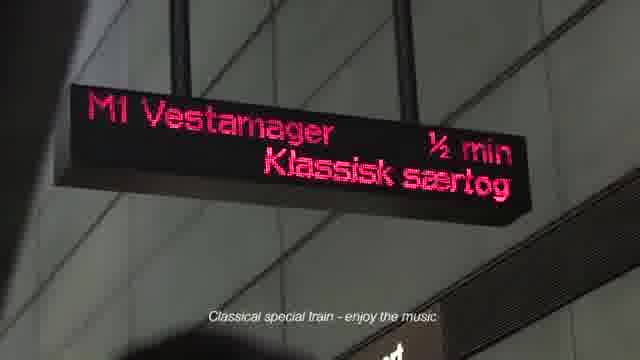 M1 Vestamager ½ min
Klassisk særtog
Classical special train - enjoy the music